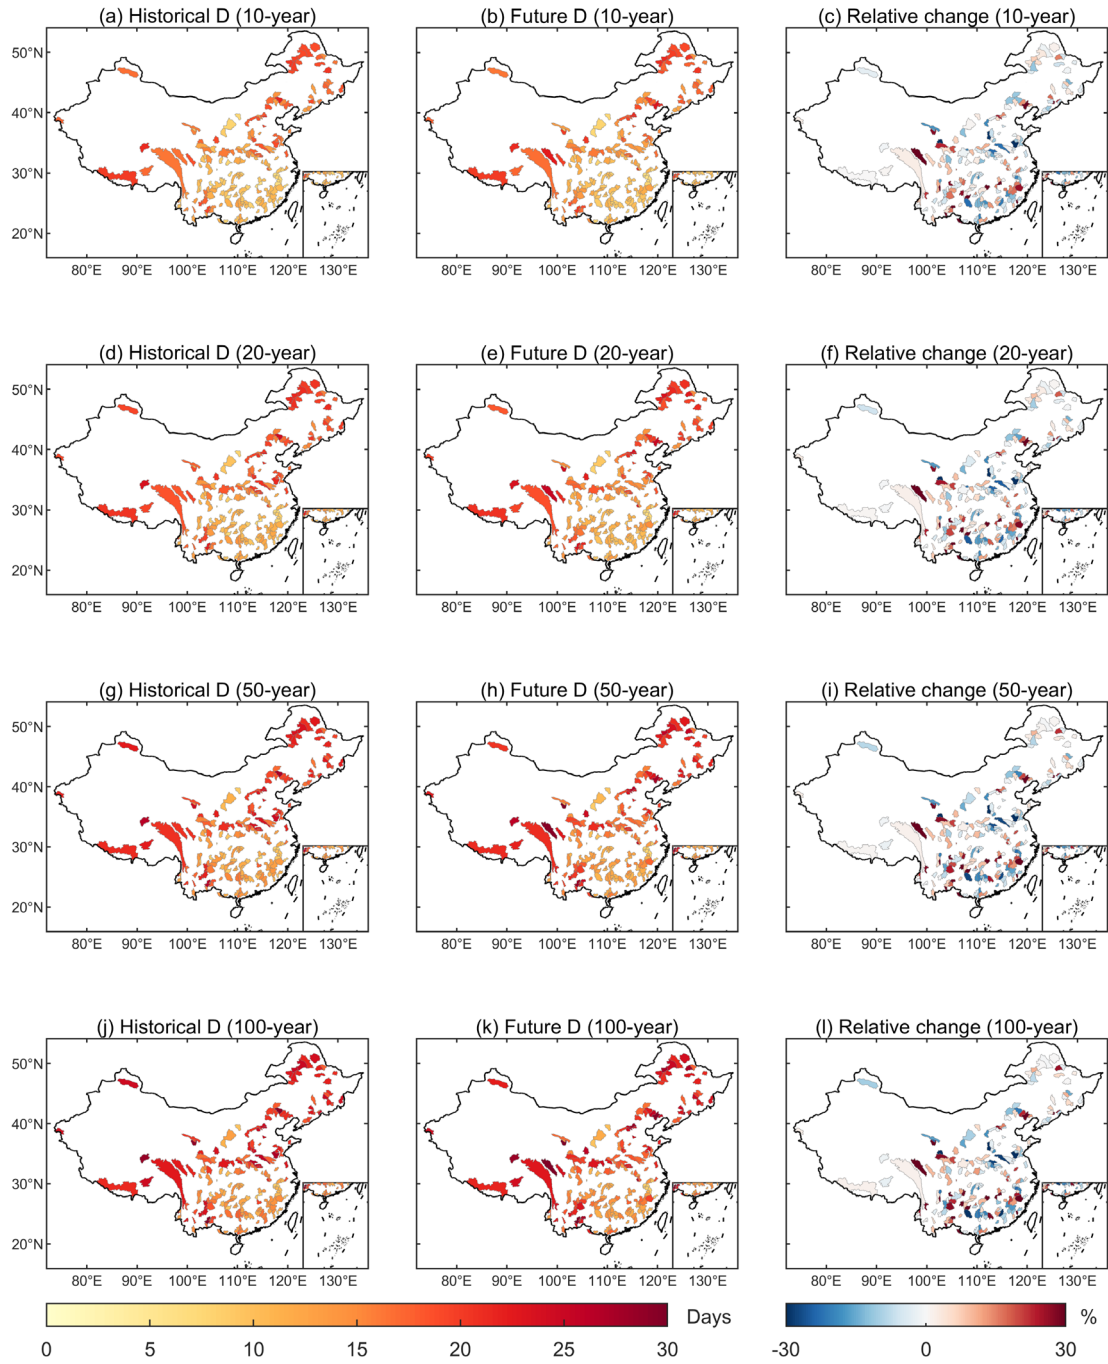 (a) Historical D (10-year) (b) Future D (10-year) (c) Relative change (10-year)
50°N
40°N
30°N
20°N
80°E 90°E 100°E 110°E 120°E 130°E 80°E 90°E 100°E 110°E 120°E 130°E 80°E 90°E 100°E 110°E 120°E 130°E
(d) Historical D (20-year) (e) Future D (20-year) (f) Relative change (20-year)
50°N
40°N
30°N
20°N
80°E 90°E 100°E 110°E 120°E 130°E 80°E 90°E 100°E 110°E 120°E 130°E 80°E 90°E 100°E 110°E 120°E 130°E
(g) Historical D (50-year) (h) Future D (50-year) (i) Relative change (50-year)
50°N
40°N
30°N
20°N
80°E 90°E 100°E 110°E 120°E 130°E 80°E 90°E 100°E 110°E 120°E 130°E 80°E 90°E 100°E 110°E 120°E 130°E
(j) Historical D (100-year) (k) Future D (100-year) (l) Relative change (100-year)
50°N
40°N
30°N
20°N
80°E 90°E 100°E 110°E 120°E 130°E 80°E 90°E 100°E 110°E 120°E 130°E 80°E 90°E 100°E 110°E 120°E 130°E
Days %
0 5 10 15 20 25 30 -30 0 30